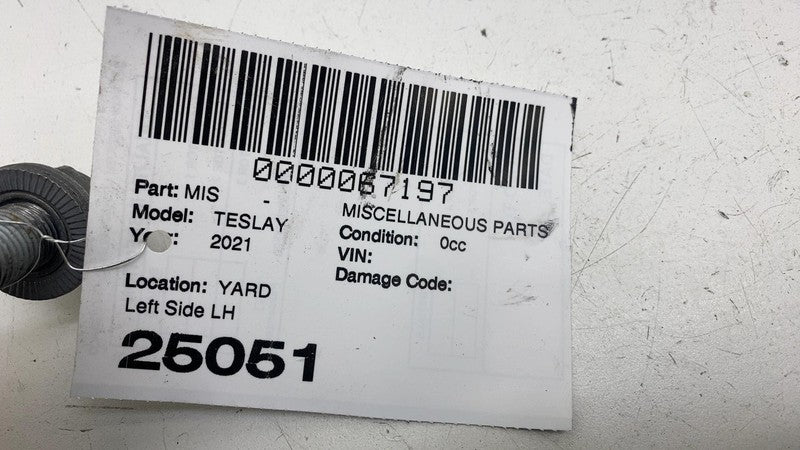 0000067197
Part: MIS - MISCELLANEOUS PARTS
Model: TESLAY Condition: 0cc
Year: 2021 VIN:
Damage Code:
Location: YARD
Left Side LH
25051